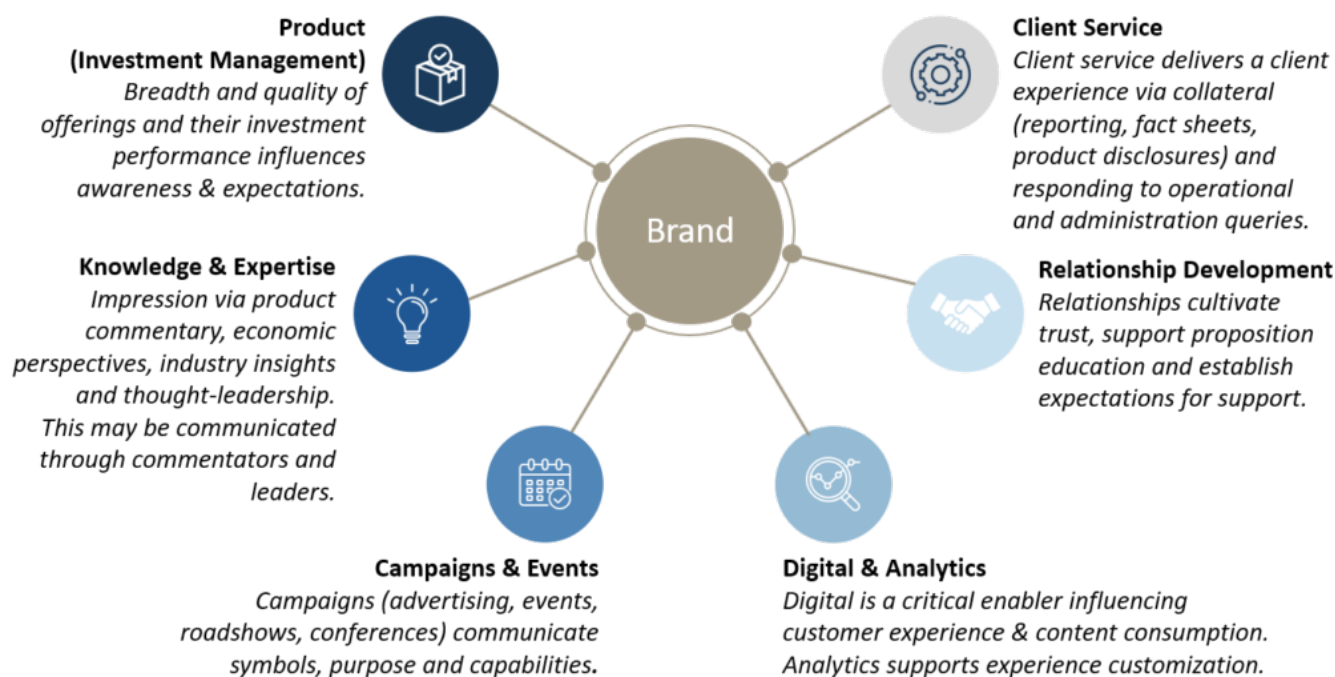 Product
(Investment Management)
Breadth and quality of
offerings and their investment
performance influences
awareness & expectations.
Client Service
Client service delivers a client
experience via collateral
(reporting, fact sheets,
product disclosures) and
responding to operational
and administration queries.
Brand
Knowledge & Expertise
Impression via product
commentary, economic
perspectives, industry insights
and thought-leadership.
This may be communicated
through commentators and
leaders.
Relationship Development
Relationships cultivate
trust, support proposition
education and establish
expectations for support.
Campaigns & Events
Campaigns (advertising, events,
roadshows, conferences) communicate
symbols, purpose and capabilities.
Digital & Analytics
Digital is a critical enabler influencing
customer experience & content consumption.
Analytics supports experience customization.